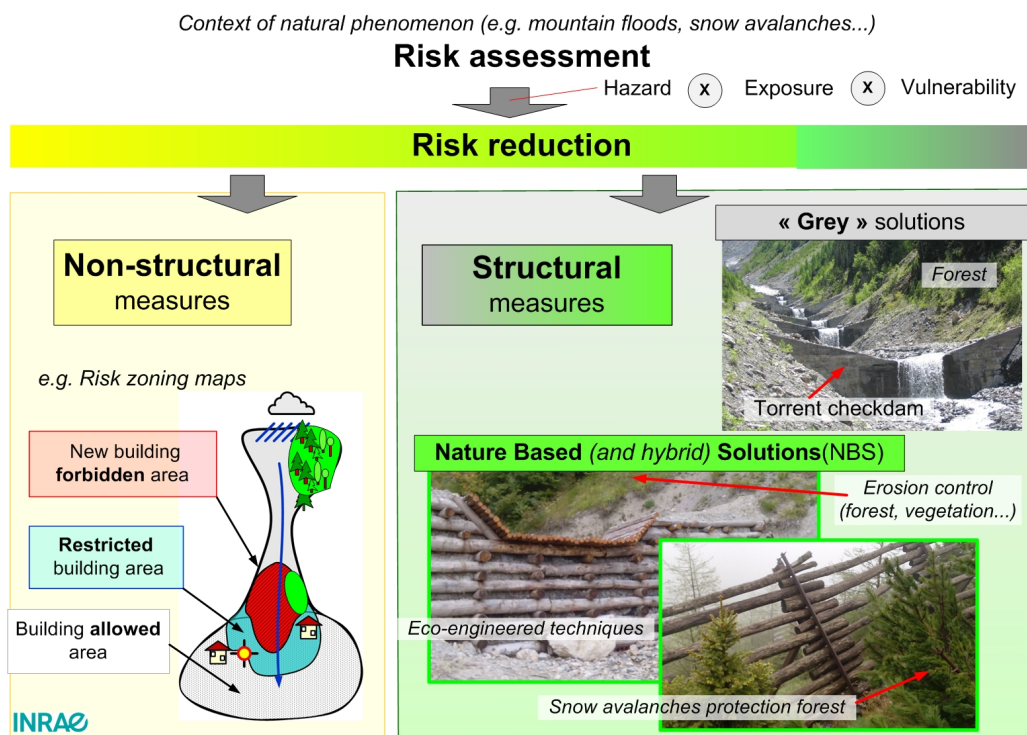 Context of natural phenomenon (e.g. mountain floods, snow avalanches...)
Risk assessment
Hazard X Exposure X Vulnerability
Risk reduction
Non-structural
measures
e.g. Risk zoning maps
New building
forbidden area
Restricted
building area
Building allowed
area
INRAE
Structural
measures
« Grey » solutions
Forest
Torrent checkdam
Nature Based (and hybrid) Solutions(NBS)
Erosion control
(forest, vegetation...)
Eco-engineered techniques
Snow avalanches protection forest